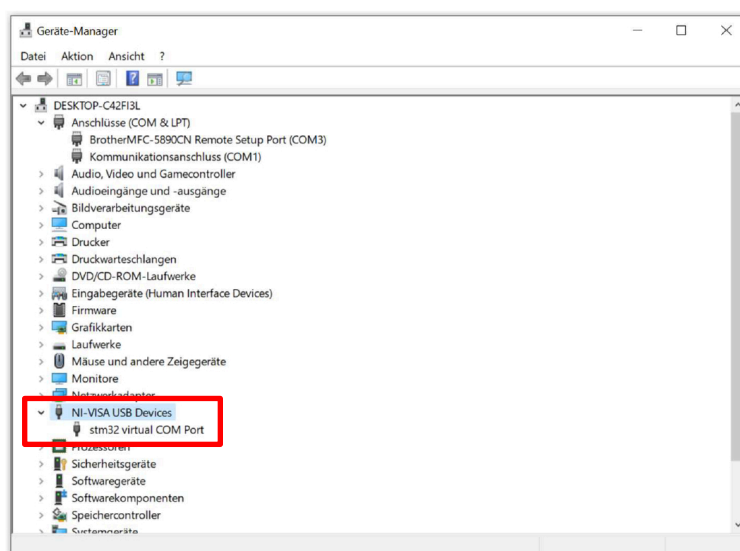 Geräte-Manager
Datei Aktion Ansicht ?
DESKTOP-C42FI3L
Anschlüsse (COM & LPT)
BrotherMFC-5890CN Remote Setup Port (COM3)
Kommunikationsanschluss (COM1)
Audio, Video und Gamecontroller
Audioeingänge und -ausgänge
Bildverarbeitungsgeräte
Computer
Drucker
Druckwarteschlangen
DVD/CD-ROM-Laufwerke
Eingabegeräte (Human Interface Devices)
Firmware
Grafikkarten
Laufwerke
Mäuse und andere Zeigegeräte
Monitore
Netzwerkadapter
NI-VISA USB Devices
stm32 virtual COM Port
Prozessoren
Sicherheitsgeräte
Softwaregeräte
Softwarekomponenten
Speichercontroller
Systemgeräte